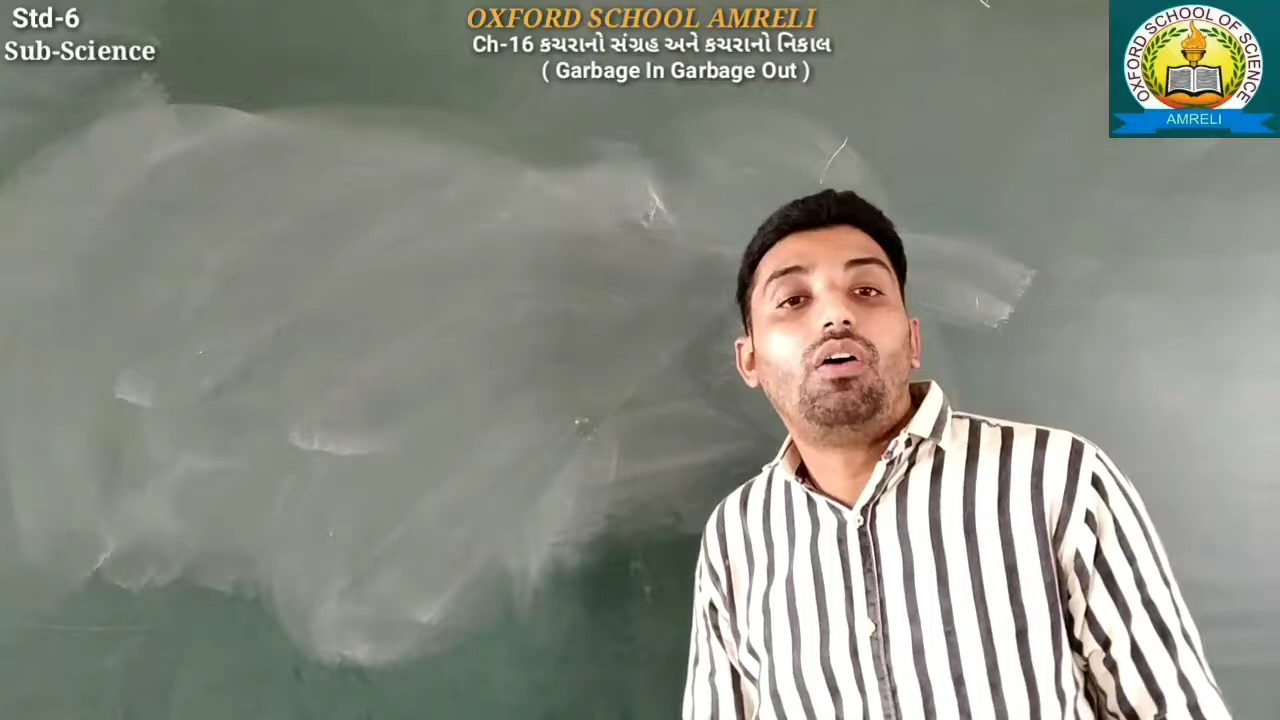 Std-6
Sub-Science
OXFORD SCHOOL AMRELI
Ch-16 કચરાનો સંગ્રહ અને કચરાનો નિકાલ
( Garbage In Garbage Out )
OXFORD SCHOOL OF SCIENCE
AMRELI